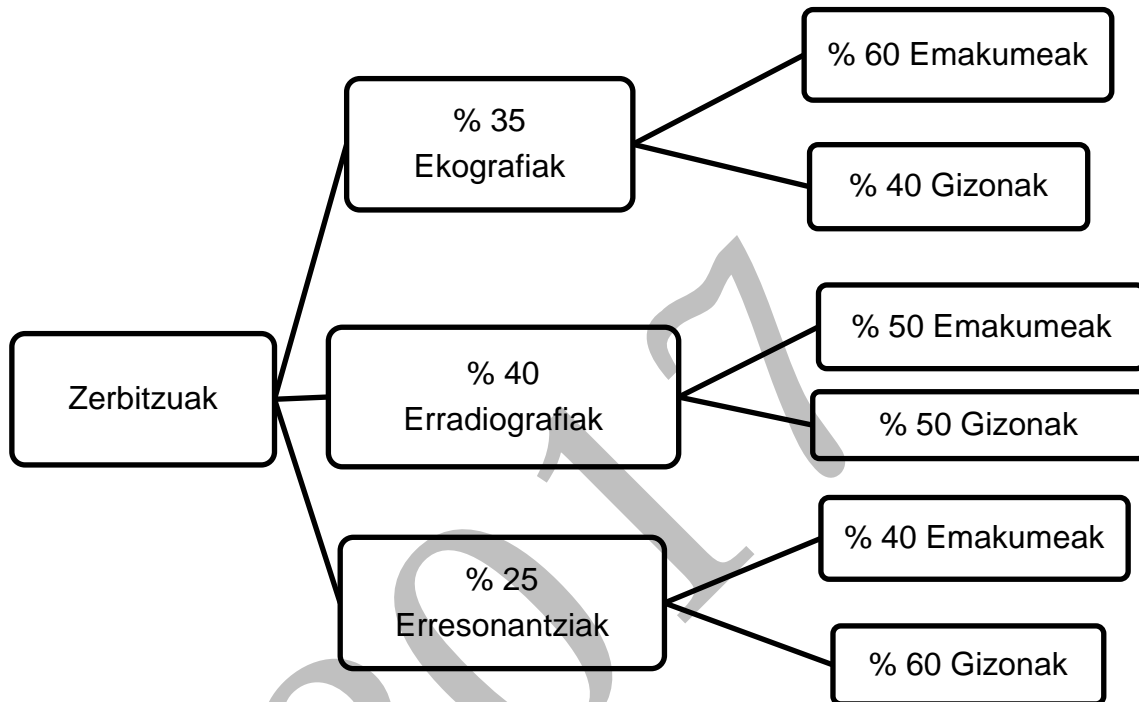 % 60 Emakumeak
% 35
Ekografiak
% 40 Gizonak
% 50 Emakumeak
Zerbitzuak
% 40
Erradiografiak
% 50 Gizonak
% 40 Emakumeak
% 25
Erresonantziak
% 60 Gizonak
2017